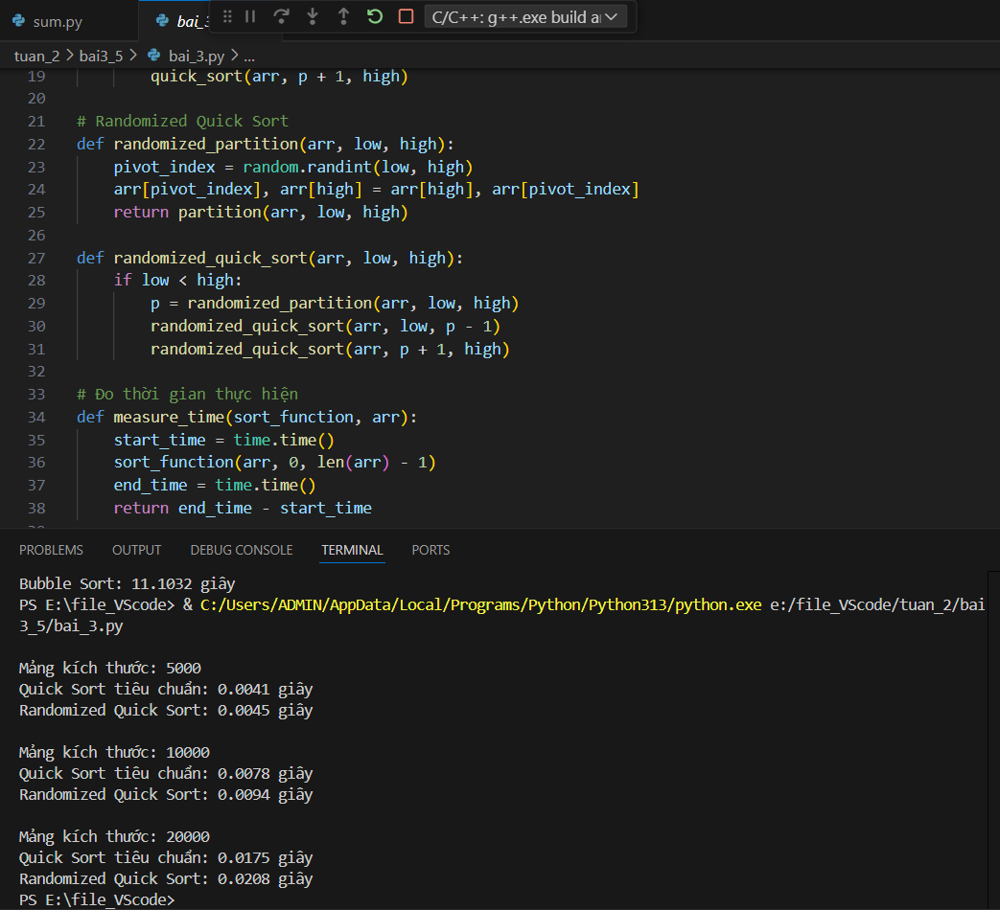 sum.py
bai_3
C/C++: g++.exe build a
tuan_2 > bai3_5 > bai_3.py > ...
19 quick_sort(arr, p + 1, high)
20
21 # Randomized Quick Sort
22 def randomized_partition(arr, low, high):
23 pivot_index = random.randint(low, high)
24 arr[pivot_index], arr[high] = arr[high], arr[pivot_index]
25 return partition(arr, low, high)
26
27 def randomized_quick_sort(arr, low, high):
28 if low < high:
29 p = randomized_partition(arr, low, high)
30 randomized_quick_sort(arr, low, p - 1)
31 randomized_quick_sort(arr, p + 1, high)
32
33 # Đo thời gian thực hiện
34 def measure_time(sort_function, arr):
35 start_time = time.time()
36 sort_function(arr, 0, len(arr) - 1)
37 end_time = time.time()
38 return end_time - start_time
PROBLEMS OUTPUT DEBUG CONSOLE TERMINAL PORTS
Bubble Sort: 11.1032 giây
PS E:\file_VScode> & C:/Users/ADMIN/AppData/Local/Programs/Python/Python313/python.exe e:/file_VScode/tuan_2/bai
3_5/bai_3.py
Mảng kích thước: 5000
Quick Sort tiêu chuẩn: 0.0041 giây
Randomized Quick Sort: 0.0045 giây
Mảng kích thước: 10000
Quick Sort tiêu chuẩn: 0.0078 giây
Randomized Quick Sort: 0.0094 giây
Mảng kích thước: 20000
Quick Sort tiêu chuẩn: 0.0175 giây
Randomized Quick Sort: 0.0208 giây
PS E:\file_VScode>